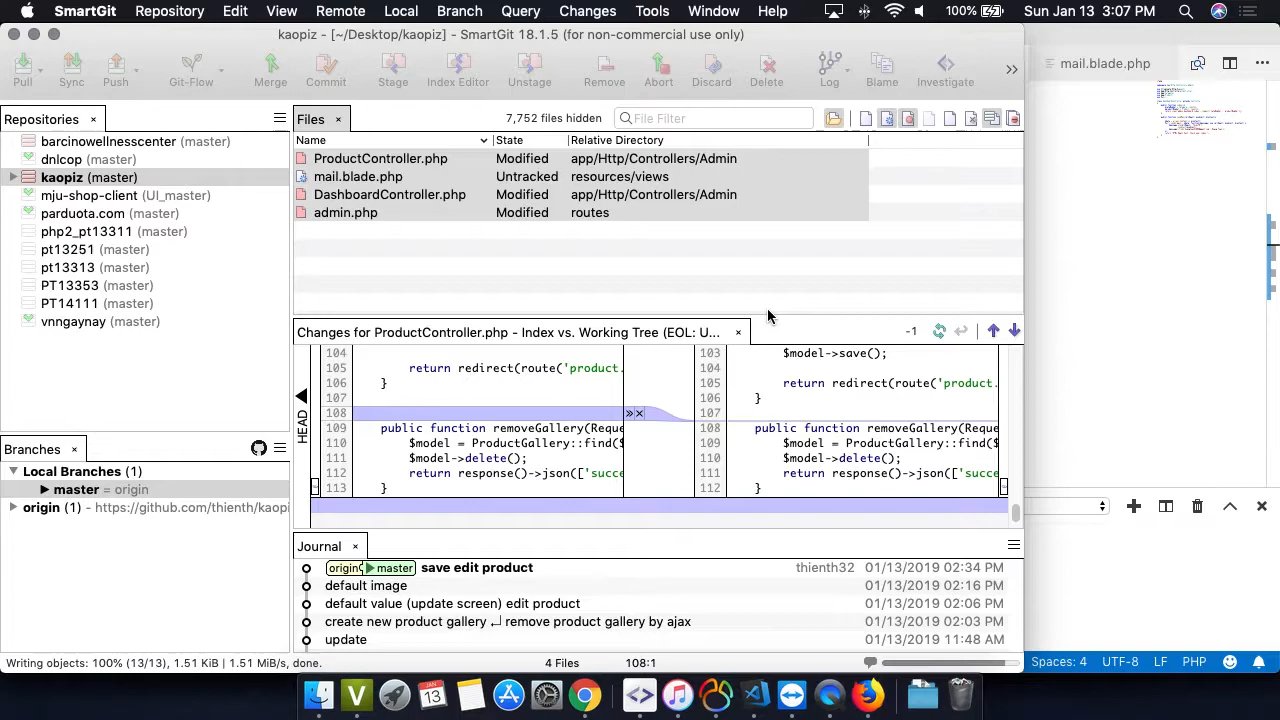 SmartGit Repository Edit View Remote Local Branch Query Changes Tools Window Help 100% Sun Jan 13 3:07 PM
kaopiz - [~/Desktop/kaopiz] - SmartGit 18.1.5 (for non-commercial use only)
mail.blade.php
Pull Sync Push Git-Flow Merge Commit Stage Index Editor Unstage Remove Abort Discard Delete Log Blame Investigate
Repositories
barcinowellnesscenter (master)
dnlcop (master)
kaopiz (master)
mju-shop-client (UI_master)
parduota.com (master)
php2_pt13311 (master)
pt13251 (master)
pt13313 (master)
PT13353 (master)
PT14111 (master)
vnngaynay (master)
Files
File Filter
Name State Relative Directory
ProductController.php Modified app/Http/Controllers/Admin
mail.blade.php Untracked resources/views
DashboardController.php Modified app/Http/Controllers/Admin
admin.php Modified routes
Changes for ProductController.php - Index vs. Working Tree (EOL: U... -1
HEAD
104
105 return redirect(route('product.
106 }
107
108
109 public function removeGallery(Reque
110 $model = ProductGallery::find($
111 $model->delete();
112 return response()->json(['succe
113 }
103 $model->save();
104
105 return redirect(route('product.
106 }
107
108 public function removeGallery(Reque
109 $model = ProductGallery::find($
110 $model->delete();
111 return response()->json(['succe
112 }
Branches
Local Branches (1)
master = origin
origin (1) - https://github.com/thienth/kaopi
Journal
origin master save edit product thienth32 01/13/2019 02:34 PM
default image 01/13/2019 02:16 PM
default value (update screen) edit product 01/13/2019 02:06 PM
create new product gallery ↵ remove product gallery by ajax 01/13/2019 02:03 PM
update 01/13/2019 11:48 AM
Writing objects: 100% (13/13), 1.51 KiB | 1.51 MiB/s, done. 4 Files 108:1
Spaces: 4 UTF-8 LF PHP
JAN
13